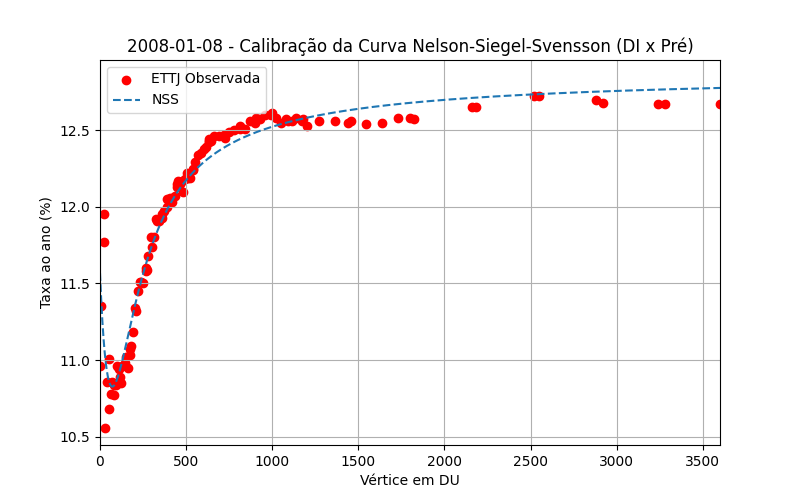 2008-01-08 - Calibração da Curva Nelson-Siegel-Svensson (DI x Pré)
ETTJ Observada
NSS
Taxa ao ano (%)
12.5
12.0
11.5
11.0
10.5
0 500 1000 1500 2000 2500 3000 3500
Vértice em DU